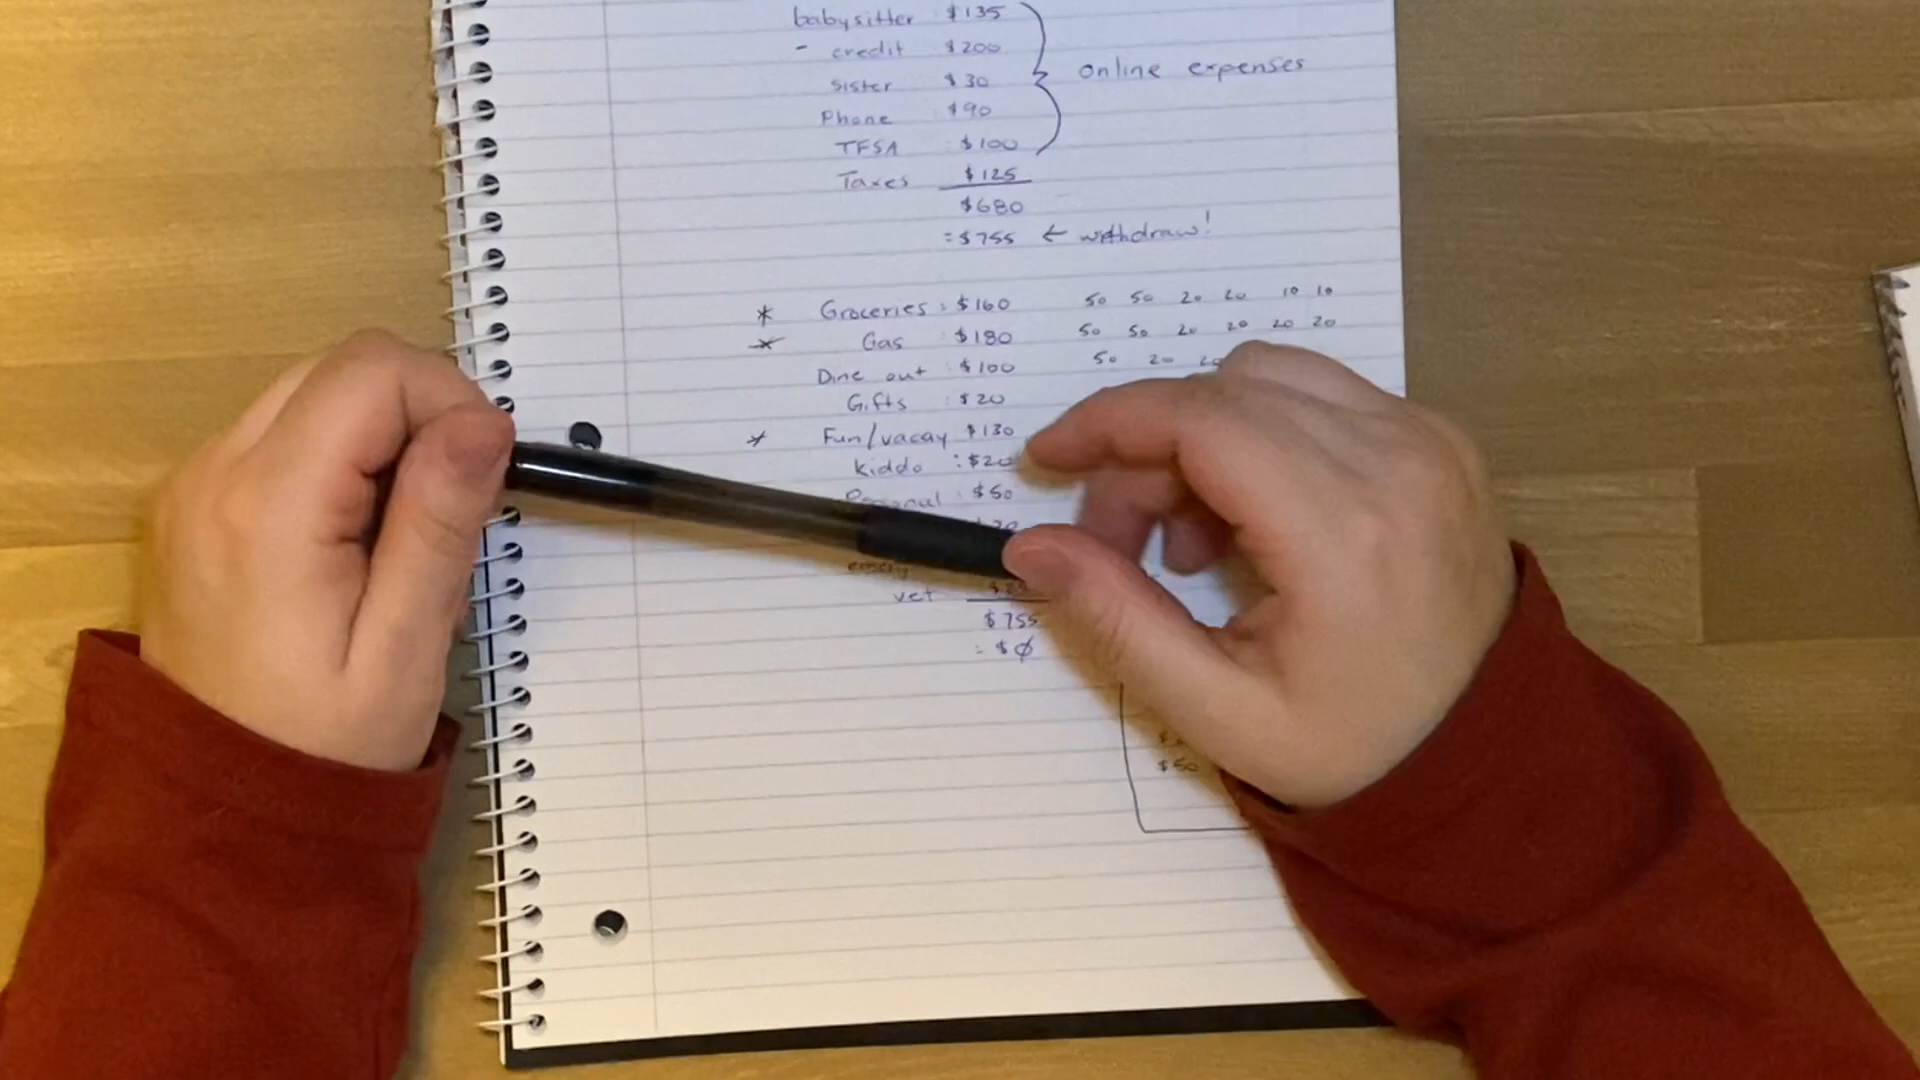 babysitter : $135
- credit $200
online expenses
sister $30
Phone $90
TFSA : $100
Taxes $125
$680
= $755 ← withdraw!
* Groceries : $160 50 50 20 20 10 10
* Gas : $180 50 50 20 20 20 20
Dine out : $100 50 20 20
Gifts : $20
* Fun/vacay $130
Kiddo : $20
Personal : $50
vet
$755
= $0
$50